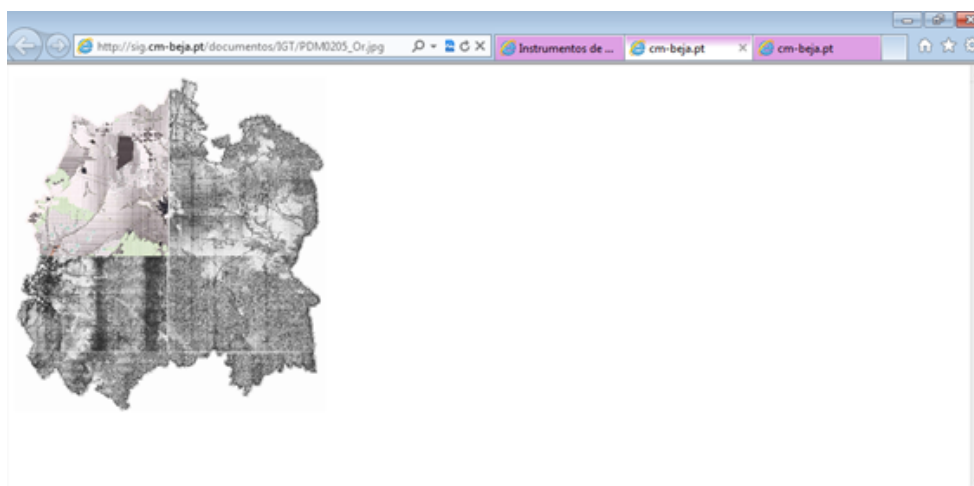 http://sig.cm-beja.pt/documentos/IGT/PDM0205_Or.jpg
Instrumentos de ...
cm-beja.pt
cm-beja.pt